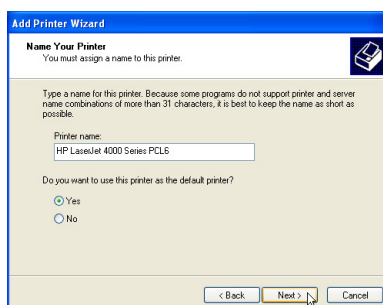 Add Printer Wizard
Name Your Printer
You must assign a name to this printer.
Type a name for this printer. Because some programs do not support printer and server
name combinations of more than 31 characters, it is best to keep the name as short as
possible.
Printer name:
HP LaserJet 4000 Series PCL6
Do you want to use this printer as the default printer?
Yes
No
< Back Next > Cancel